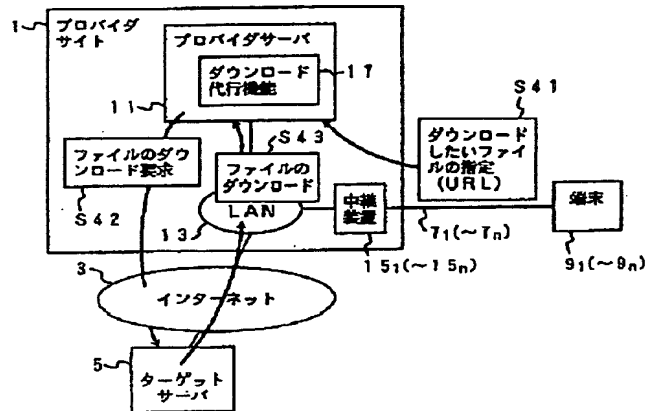 1
プロバイダ
サイト
プロバイダサーバ
ダウンロード
代行機能
17
11
S43
S41
ファイルのダウ
ンロード要求
S42
ファイルの
ダウンロード
ダウンロード
したいファイ
ルの指定
(URL)
LAN
13
中継
装置
端末
15₁(~15ₙ)
7₁(~7ₙ)
9₁(~9ₙ)
3
インターネット
5
ターゲット
サーバ